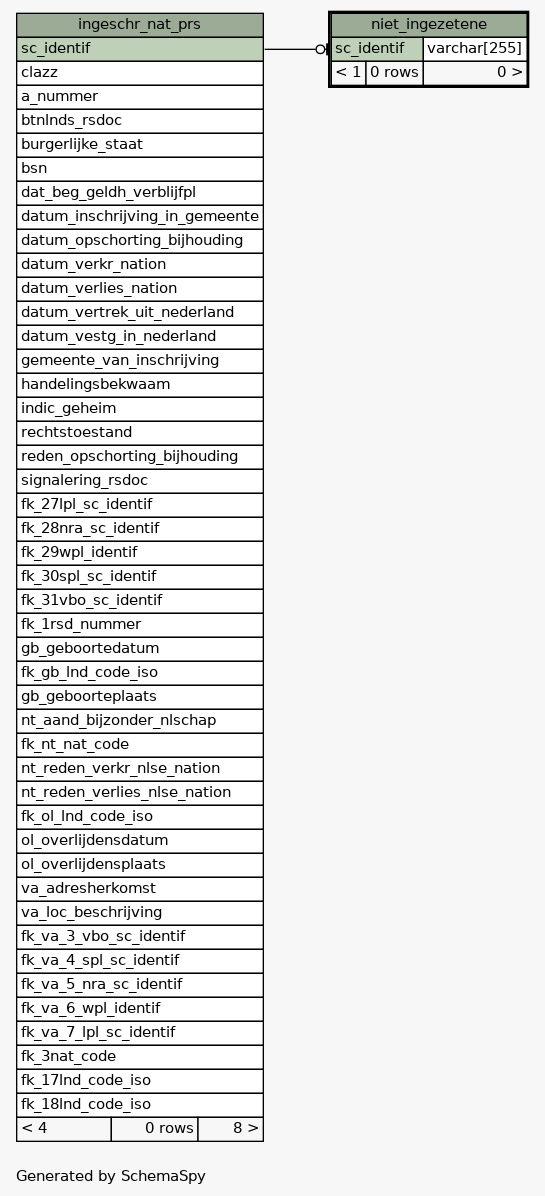 ingeschr_nat_prs
sc_identif
clazz
a_nummer
btnlnds_rsdoc
burgerlijke_staat
bsn
dat_beg_geldh_verblijfpl
datum_inschrijving_in_gemeente
datum_opschorting_bijhouding
datum_verkr_nation
datum_verlies_nation
datum_vertrek_uit_nederland
datum_vestg_in_nederland
gemeente_van_inschrijving
handelingsbekwaam
indic_geheim
rechtstoestand
reden_opschorting_bijhouding
signalering_rsdoc
fk_27lpl_sc_identif
fk_28nra_sc_identif
fk_29wpl_identif
fk_30spl_sc_identif
fk_31vbo_sc_identif
fk_1rsd_nummer
gb_geboortedatum
fk_gb_lnd_code_iso
gb_geboorteplaats
nt_aand_bijzonder_nlschap
fk_nt_nat_code
nt_reden_verkr_nlse_nation
nt_reden_verlies_nlse_nation
fk_ol_lnd_code_iso
ol_overlijdensdatum
ol_overlijdensplaats
va_adresherkomst
va_loc_beschrijving
fk_va_3_vbo_sc_identif
fk_va_4_spl_sc_identif
fk_va_5_nra_sc_identif
fk_va_6_wpl_identif
fk_va_7_lpl_sc_identif
fk_3nat_code
fk_17lnd_code_iso
fk_18lnd_code_iso
< 4 0 rows 8 >
niet_ingezetene
sc_identif varchar[255]
< 1 0 rows 0 >
Generated by SchemaSpy